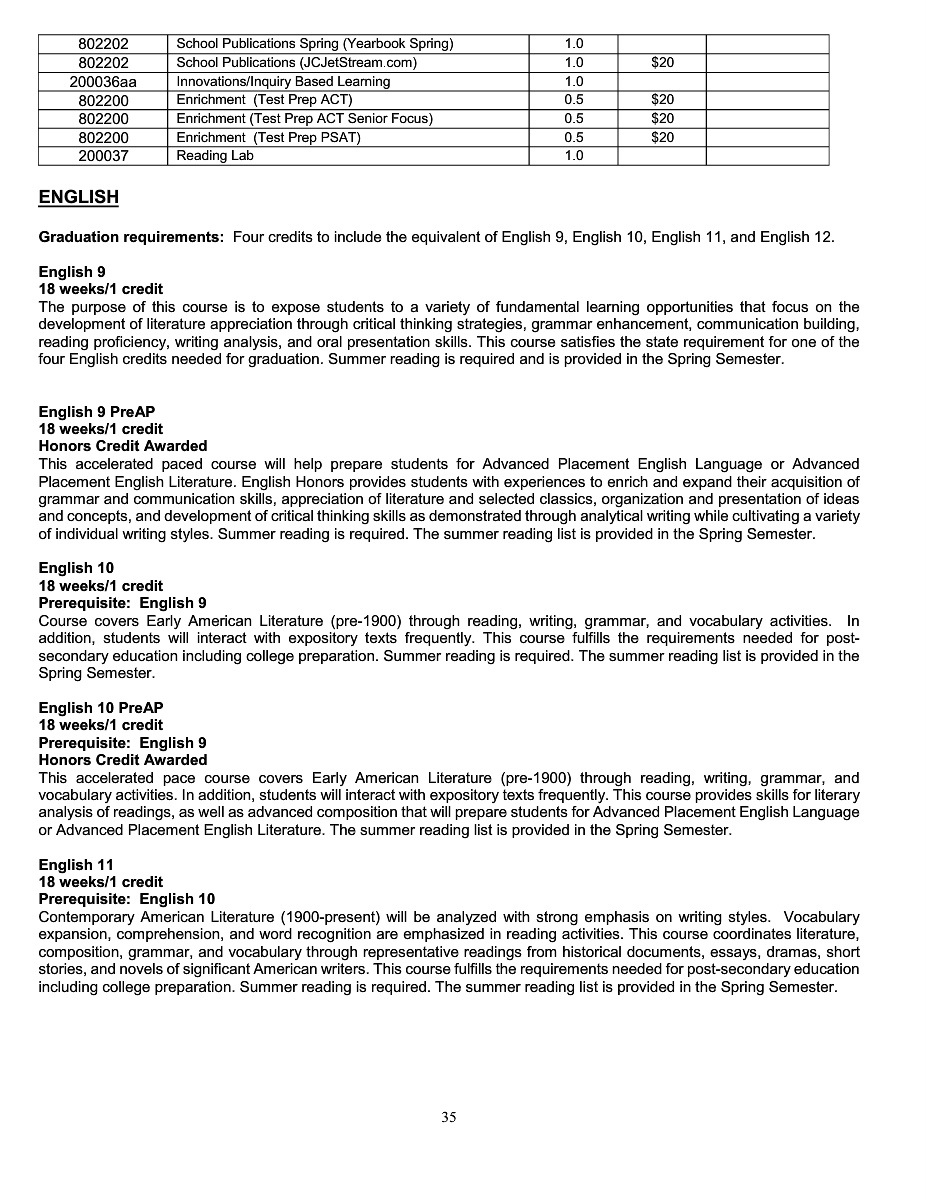 802202 School Publications Spring (Yearbook Spring) 1.0
802202 School Publications (JCJetStream.com) 1.0 $20
200036aa Innovations/Inquiry Based Learning 1.0
802200 Enrichment  (Test Prep ACT) 0.5 $20
802200 Enrichment (Test Prep ACT Senior Focus) 0.5 $20
802200 Enrichment  (Test Prep PSAT) 0.5 $20
200037 Reading Lab 1.0
ENGLISH
Graduation requirements:  Four credits to include the equivalent of English 9, English 10, English 11, and English 12.
English 9
18 weeks/1 credit
The purpose of this course is to expose students to a variety of fundamental learning opportunities that focus on the
development of literature appreciation through critical thinking strategies, grammar enhancement, communication building,
reading proficiency, writing analysis, and oral presentation skills. This course satisfies the state requirement for one of the
four English credits needed for graduation. Summer reading is required and is provided in the Spring Semester.
English 9 PreAP
18 weeks/1 credit
Honors Credit Awarded
This accelerated paced course will help prepare students for Advanced Placement English Language or Advanced
Placement English Literature. English Honors provides students with experiences to enrich and expand their acquisition of
grammar and communication skills, appreciation of literature and selected classics, organization and presentation of ideas
and concepts, and development of critical thinking skills as demonstrated through analytical writing while cultivating a variety
of individual writing styles. Summer reading is required. The summer reading list is provided in the Spring Semester.
English 10
18 weeks/1 credit
Prerequisite:  English 9
Course covers Early American Literature (pre-1900) through reading, writing, grammar, and vocabulary activities.  In
addition, students will interact with expository texts frequently. This course fulfills the requirements needed for post-
secondary education including college preparation. Summer reading is required. The summer reading list is provided in the
Spring Semester.
English 10 PreAP
18 weeks/1 credit
Prerequisite:  English 9
Honors Credit Awarded
This accelerated pace course covers Early American Literature (pre-1900) through reading, writing, grammar, and
vocabulary activities. In addition, students will interact with expository texts frequently. This course provides skills for literary
analysis of readings, as well as advanced composition that will prepare students for Advanced Placement English Language
or Advanced Placement English Literature. The summer reading list is provided in the Spring Semester.
English 11
18 weeks/1 credit
Prerequisite:  English 10
Contemporary American Literature (1900-present) will be analyzed with strong emphasis on writing styles.  Vocabulary
expansion, comprehension, and word recognition are emphasized in reading activities. This course coordinates literature,
composition, grammar, and vocabulary through representative readings from historical documents, essays, dramas, short
stories, and novels of significant American writers. This course fulfills the requirements needed for post-secondary education
including college preparation. Summer reading is required. The summer reading list is provided in the Spring Semester.
35